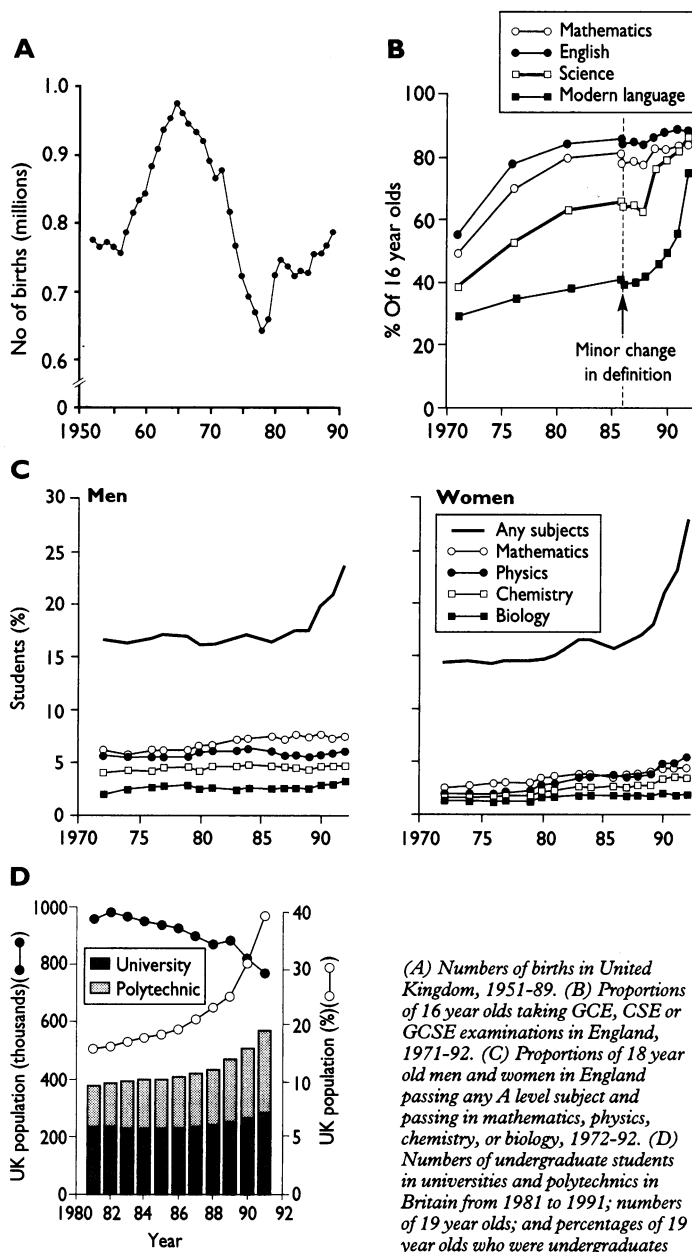 A
No of births (millions)
1.0
0.9
0.8
0.7
0.6
0
1950
60
70
80
90
B
Mathematics
English
Science
Modern language
% Of 16 year olds
100
80
60
40
20
0
Minor change
in definition
1970
80
85
90
C
Men
Students (%)
30
25
20
15
10
5
0
1970
75
80
85
90
Women
Any subjects
Mathematics
Physics
Chemistry
Biology
1970
75
80
85
90
D
UK population (thousands)
1000
800
600
400
200
0
University
Polytechnic
40
30
20
10
5
0
UK population (%)
1980
82
84
86
88
90
92
Year
(A) Numbers of births in United
Kingdom, 1951-89. (B) Proportions
of 16 year olds taking GCE, CSE or
GCSE examinations in England,
1971-92. (C) Proportions of 18 year
old men and women in England
passing any A level subject and
passing in mathematics, physics,
chemistry, or biology, 1972-92. (D)
Numbers of undergraduate students
in universities and polytechnics in
Britain from 1981 to 1991; numbers
of 19 year olds; and percentages of 19
year olds who were undergraduates